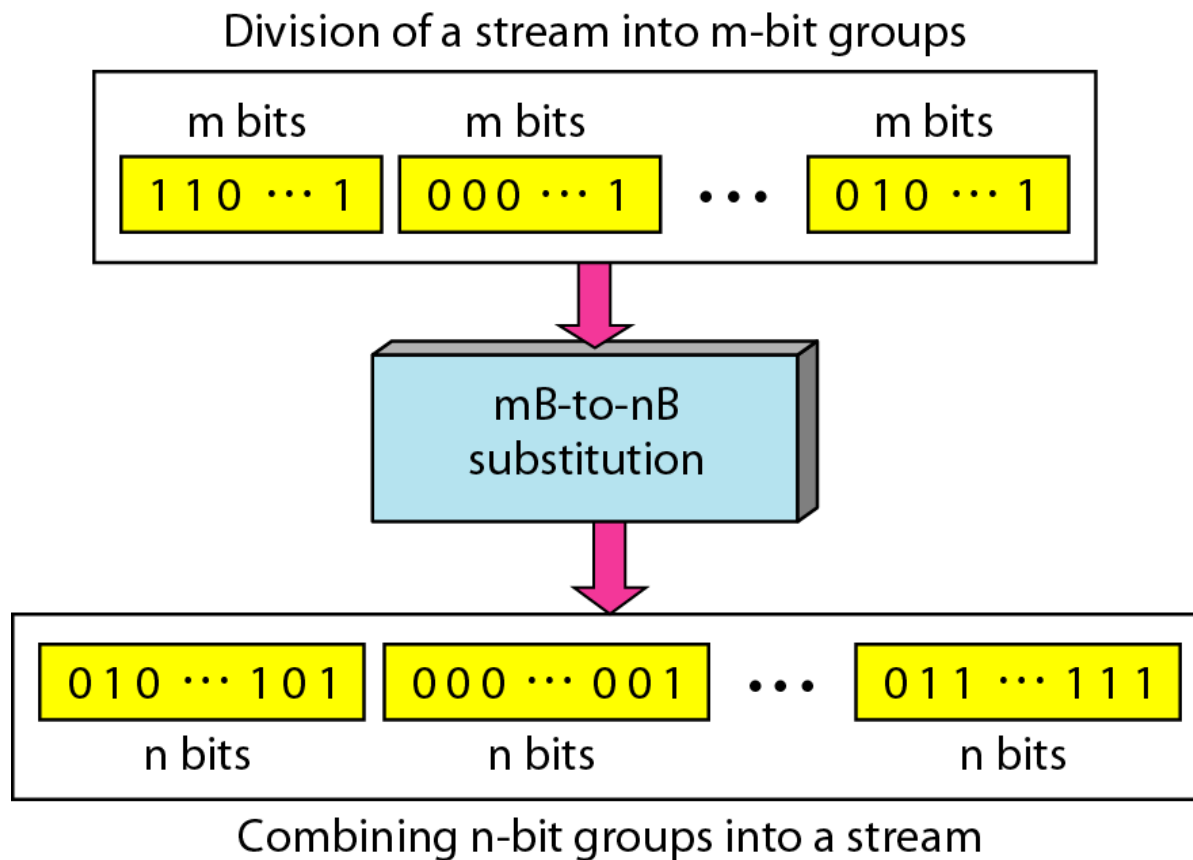 Division of a stream into m-bit groups
m bits m bits m bits
1 1 0 ··· 1 0 0 0 ··· 1 ··· 0 1 0 ··· 1
mB-to-nB
substitution
0 1 0 ··· 1 0 1 0 0 0 ··· 0 0 1 ··· 0 1 1 ··· 1 1 1
n bits n bits n bits
Combining n-bit groups into a stream